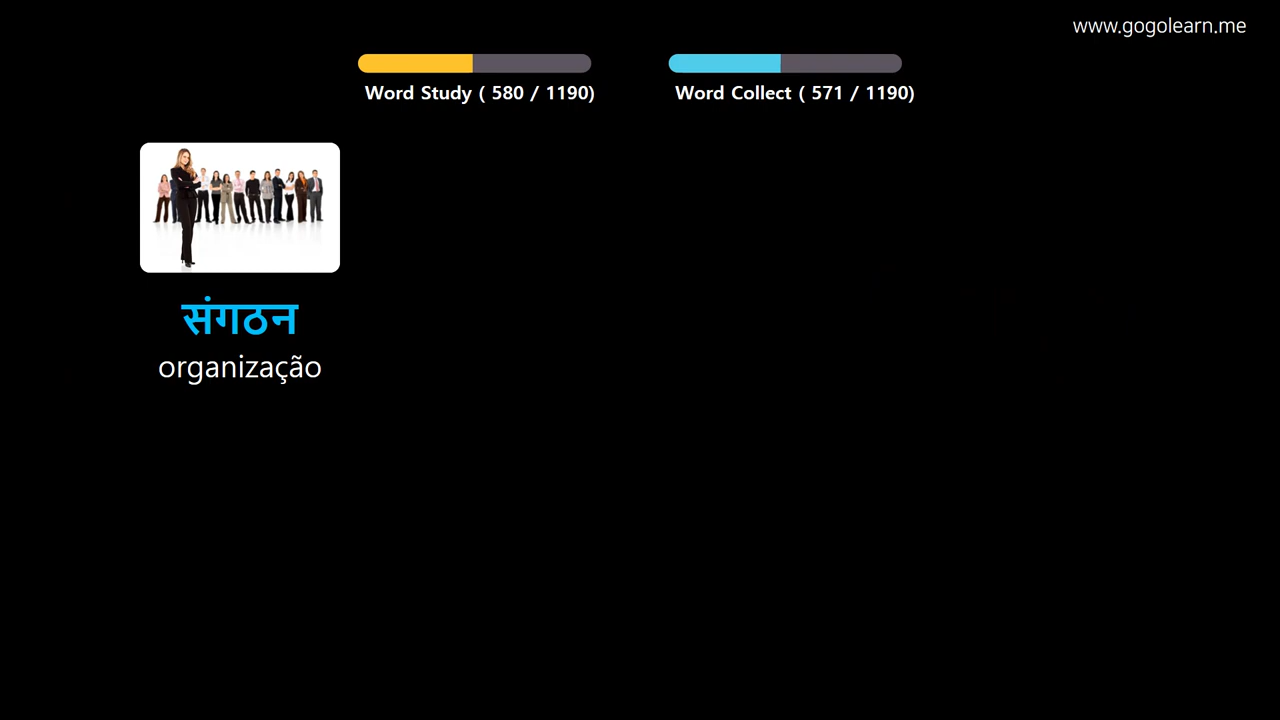 www.gogolearn.me
Word Study ( 580 / 1190)
Word Collect ( 571 / 1190)
संगठन
organização